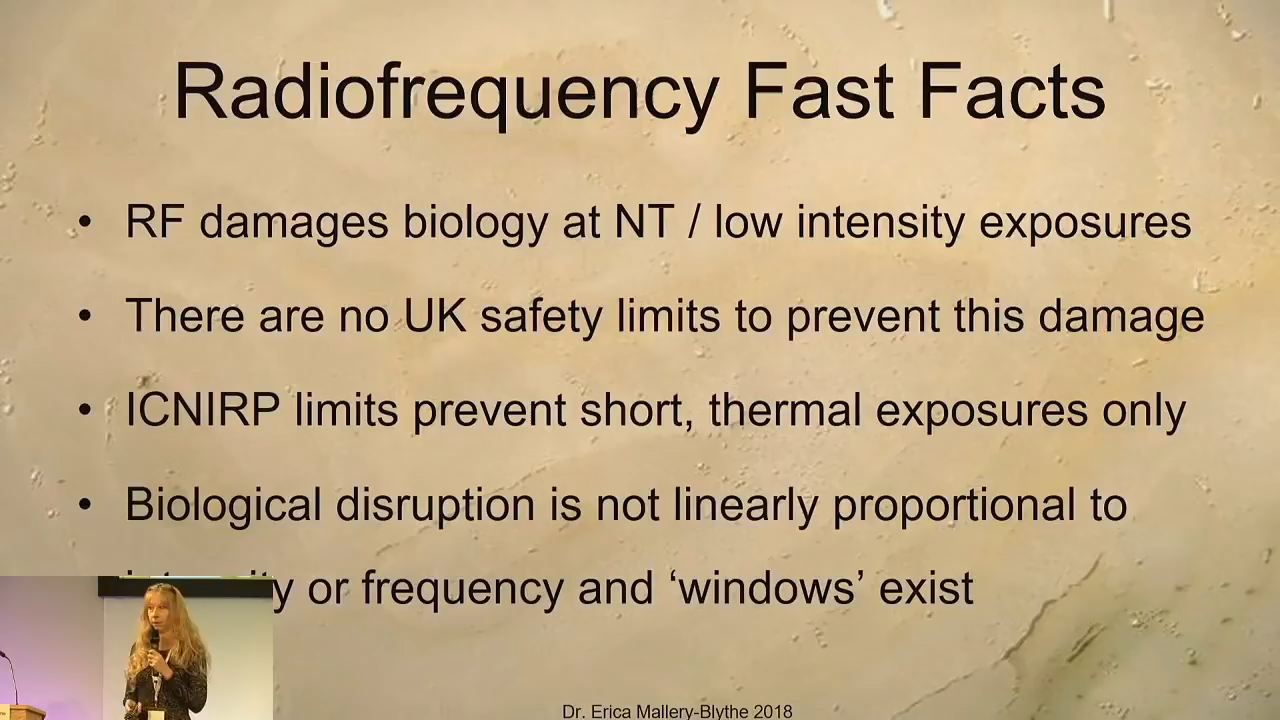 Radiofrequency Fast Facts
• RF damages biology at NT / low intensity exposures
• There are no UK safety limits to prevent this damage
• ICNIRP limits prevent short, thermal exposures only
• Biological disruption is not linearly proportional to
or frequency and ‘windows’ exist
Dr. Erica Mallery-Blythe 2018